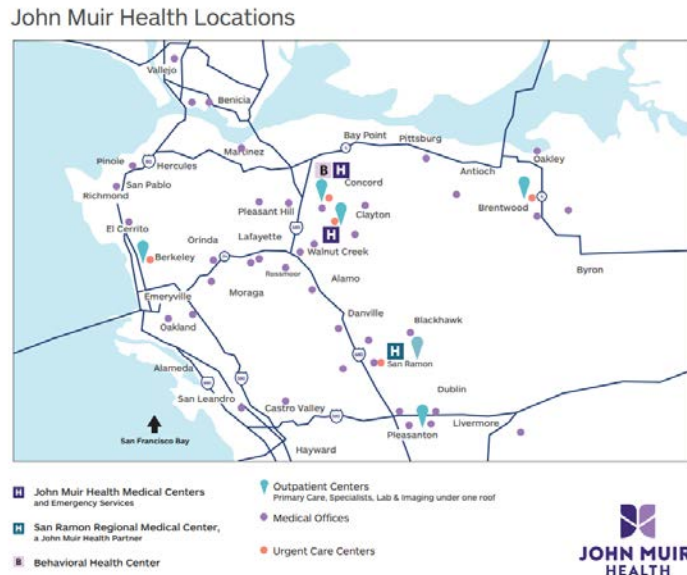 John Muir Health Locations
Vallejo
Benicia
Bay Point
Pittsburg
Martinez
Oakley
Pinole
Hercules
Antioch
B
H
San Pablo
Concord
Richmond
Pleasant Hill
Clayton
Brentwood
El Cerrito
H
Orinda
Lafayette
Walnut Creek
Berkeley
Byron
Rossmoor
Alamo
Emeryville
Moraga
Danville
Blackhawk
Oakland
H
San Ramon
Alameda
Dublin
San Leandro
Castro Valley
Livermore
Pleasanton
San Francisco Bay
Hayward
H John Muir Health Medical Centers
and Emergency Services
H San Ramon Regional Medical Center,
a John Muir Health Partner
B Behavioral Health Center
Outpatient Centers
Primary Care, Specialists, Lab & Imaging under one roof
Medical Offices
Urgent Care Centers
JOHN MUIR
HEALTH